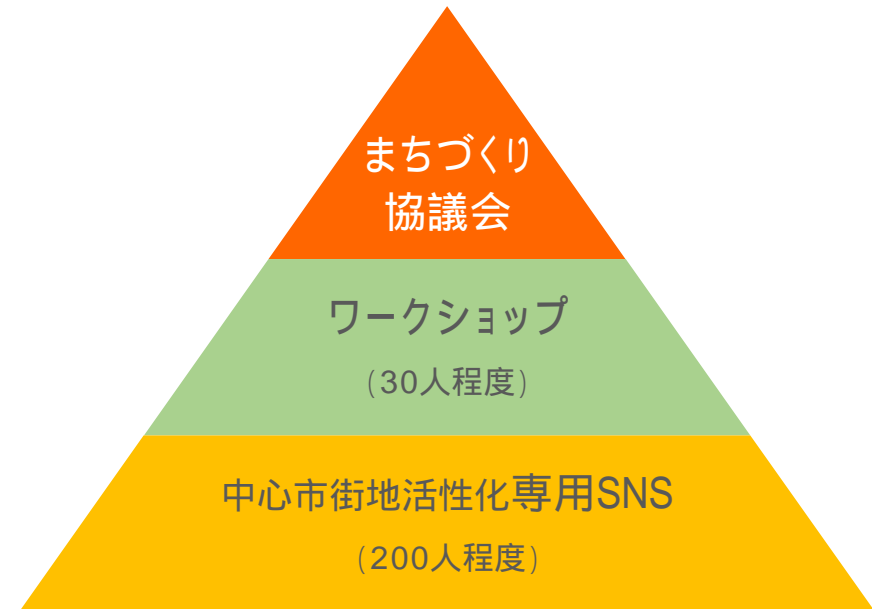 まちづくり
協議会
ワークショップ
(30人程度)
中心市街地活性化専用SNS
(200人程度)